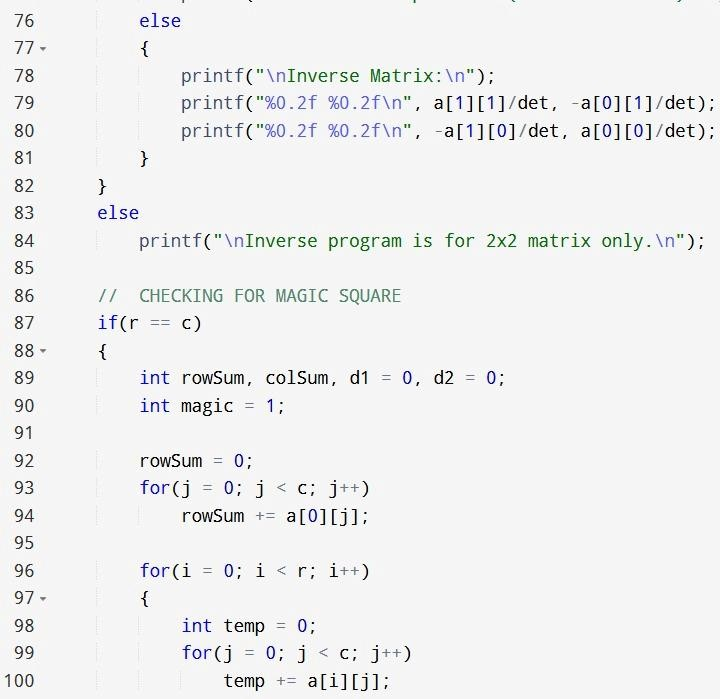 76 else
77 {
78 printf("\nInverse Matrix:\n");
79 printf("%0.2f %0.2f\n", a[1][1]/det, -a[0][1]/det);
80 printf("%0.2f %0.2f\n", -a[1][0]/det, a[0][0]/det);
81 }
82 }
83 else
84 printf("\nInverse program is for 2x2 matrix only.\n");
85
86 //  CHECKING FOR MAGIC SQUARE
87 if(r == c)
88 {
89 int rowSum, colSum, d1 = 0, d2 = 0;
90 int magic = 1;
91
92 rowSum = 0;
93 for(j = 0; j < c; j++)
94 rowSum += a[0][j];
95
96 for(i = 0; i < r; i++)
97 {
98 int temp = 0;
99 for(j = 0; j < c; j++)
100 temp += a[i][j];